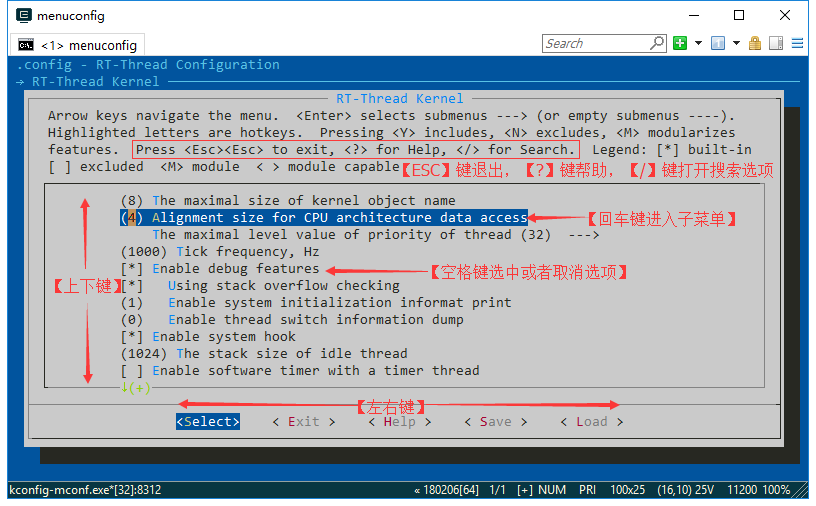 menuconfig
<1> menuconfig
Search
.config - RT-Thread Configuration
→ RT-Thread Kernel
RT-Thread Kernel
Arrow keys navigate the menu.  <Enter> selects submenus ---> (or empty submenus ----).
Highlighted letters are hotkeys.  Pressing <Y> includes, <N> excludes, <M> modularizes
features.  Press <Esc><Esc> to exit, <?> for Help, </> for Search.  Legend: [*] built-in
[ ] excluded  <M> module  < > module capable【ESC】键退出，【?】键帮助，【/】键打开搜索选项
(8) The maximal size of kernel object name
(4) Alignment size for CPU architecture data access
【回车键进入子菜单】
The maximal level value of priority of thread (32)  --->
(1000) Tick frequency, Hz
[*] Enable debug features
【空格键选中或者取消选项】
【上下键】
[*]   Using stack overflow checking
(1)   Enable system initialization informat print
(0)   Enable thread switch information dump
[*] Enable system hook
(1024) The stack size of idle thread
[ ] Enable software timer with a timer thread
↓(+)
【左右键】
<Select>    < Exit >    < Help >    < Save >    < Load >
kconfig-mconf.exe*[32]:8312    « 180206[64]  1/1  [+] NUM  PRI  100x25  (16,10) 25V  11200 100%